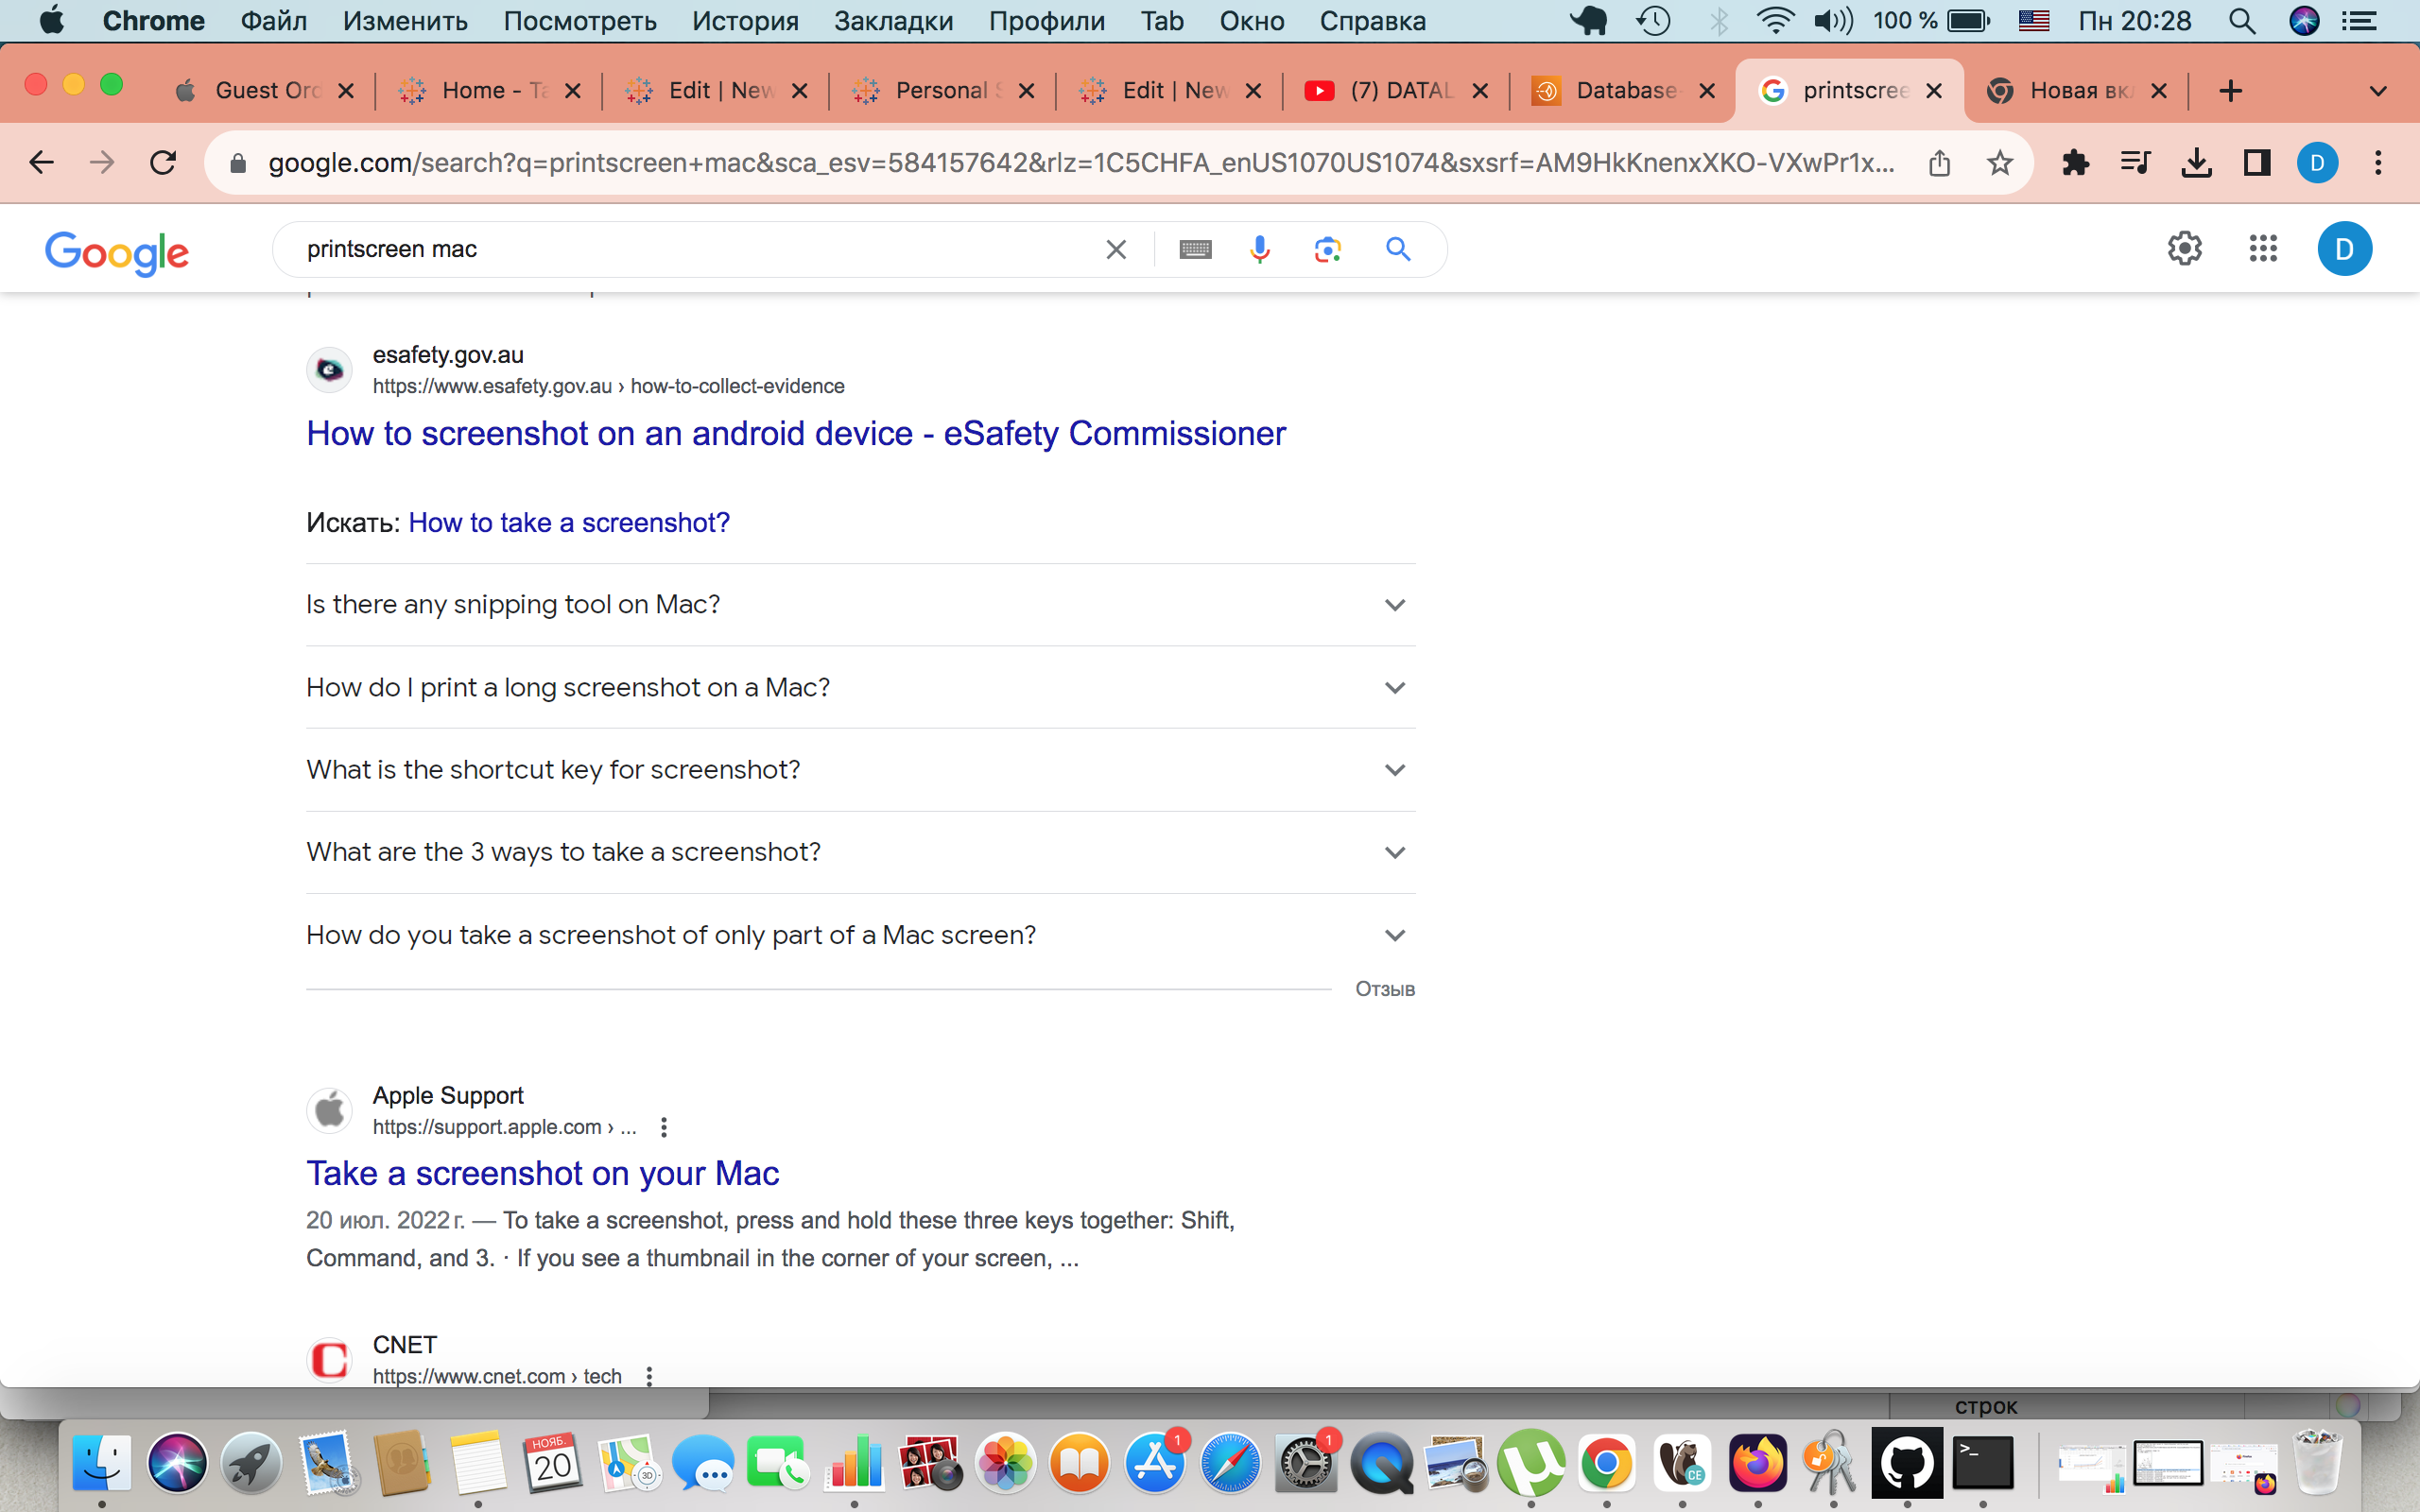 Chrome Файл Изменить Посмотреть История Закладки Профили Tab Окно Справка 100 % Пн 20:28
Guest Ord Home - Ta Edit | New Personal S Edit | New (7) DATAL Database- printscree Новая вк
google.com/search?q=printscreen+mac&sca_esv=584157642&rlz=1C5CHFA_enUS1070US1074&sxsrf=AM9HkKnenxXKO-VXwPr1x... D
Google printscreen mac D
esafety.gov.au
https://www.esafety.gov.au › how-to-collect-evidence
How to screenshot on an android device - eSafety Commissioner
Искать: How to take a screenshot?
Is there any snipping tool on Mac?
How do I print a long screenshot on a Mac?
What is the shortcut key for screenshot?
What are the 3 ways to take a screenshot?
How do you take a screenshot of only part of a Mac screen?
Отзыв
Apple Support
https://support.apple.com › ...
Take a screenshot on your Mac
20 июл. 2022 г. — To take a screenshot, press and hold these three keys together: Shift,
Command, and 3. · If you see a thumbnail in the corner of your screen, ...
CNET
https://www.cnet.com › tech
строк
НОЯБ.
20 3D 1 1 CE >_